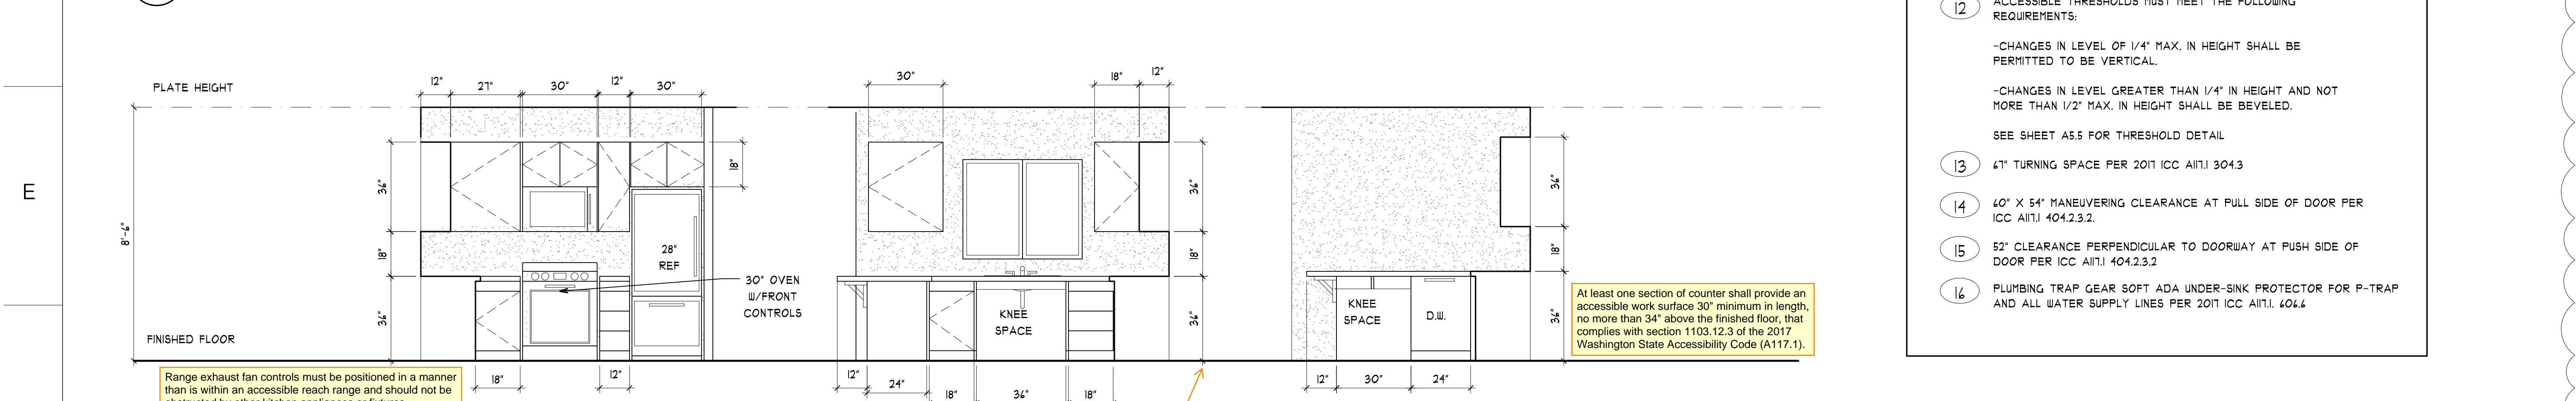 E
PLATE HEIGHT
8'-6"
FINISHED FLOOR
12"
27"
30"
12"
30"
36"
18"
36"
18"
28"
REF
30" OVEN
W/FRONT
CONTROLS
18"
12"
Range exhaust fan controls must be positioned in a manner
than is within an accessible reach range and should not be
30"
18"
12"
36"
18"
36"
KNEE
SPACE
12"
24"
18"
36"
18"
36"
18"
36"
KNEE
SPACE
D.W.
12"
30"
24"
At least one section of counter shall provide an
accessible work surface 30" minimum in length,
no more than 34" above the finished floor, that
complies with section 1103.12.3 of the 2017
Washington State Accessibility Code (A117.1).
12 ACCESSIBLE THRESHOLDS MUST MEET THE FOLLOWING
REQUIREMENTS:
-CHANGES IN LEVEL OF 1/4" MAX. IN HEIGHT SHALL BE
PERMITTED TO BE VERTICAL.
-CHANGES IN LEVEL GREATER THAN 1/4" IN HEIGHT AND NOT
MORE THAN 1/2" MAX. IN HEIGHT SHALL BE BEVELED.
SEE SHEET A5.5 FOR THRESHOLD DETAIL
13 67" TURNING SPACE PER 2017 ICC A117.1 304.3
14 60" X 54" MANEUVERING CLEARANCE AT PULL SIDE OF DOOR PER
ICC A117.1 404.2.3.2.
15 52" CLEARANCE PERPENDICULAR TO DOORWAY AT PUSH SIDE OF
DOOR PER ICC A117.1 404.2.3.2
16 PLUMBING TRAP GEAR SOFT ADA UNDER-SINK PROTECTOR FOR P-TRAP
AND ALL WATER SUPPLY LINES PER 2017 ICC A117.1. 606.6